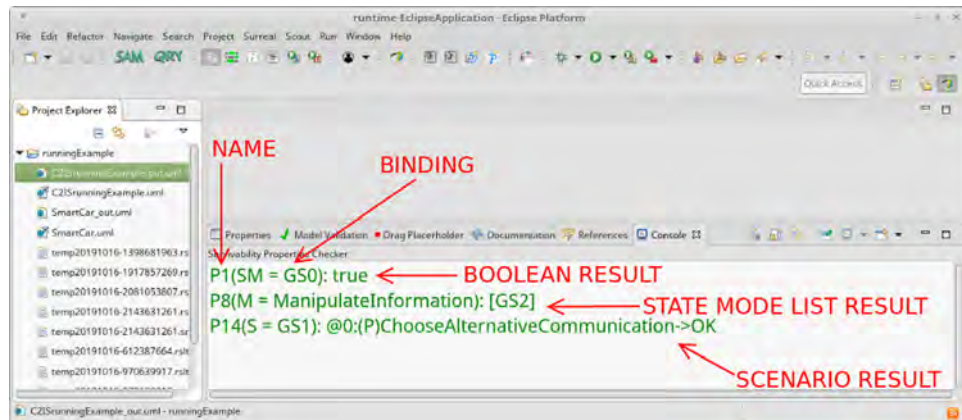 runtime-EclipseApplication - Eclipse Platform
File Edit Refactor Navigate Search Project Surreal Scout Run Window Help
SAM QRY
Quick Access
Project Explorer
runningExample
C2ISrunningExample_out.uml
C2ISrunningExample.uml
SmartCar_out.uml
SmartCar.uml
temp20191016-1398681963.rs
temp20191016-1917857269.rs
temp20191016-2081053807.rs
temp20191016-2143631261.rs
temp20191016-2143631261.sr
temp20191016-612387664.rslt
temp20191016-970639917.rslt
NAME
BINDING
Properties Model Validation Drag Placerholder Documentation References Console
Survivability Properties Checker
P1(SM = GS0): true
BOOLEAN RESULT
P8(M = ManipulateInformation): [GS2]
STATE MODE LIST RESULT
P14(S = GS1): @0:(P)ChooseAlternativeCommunication->OK
SCENARIO RESULT
C2ISrunningExample_out.uml - runningExample